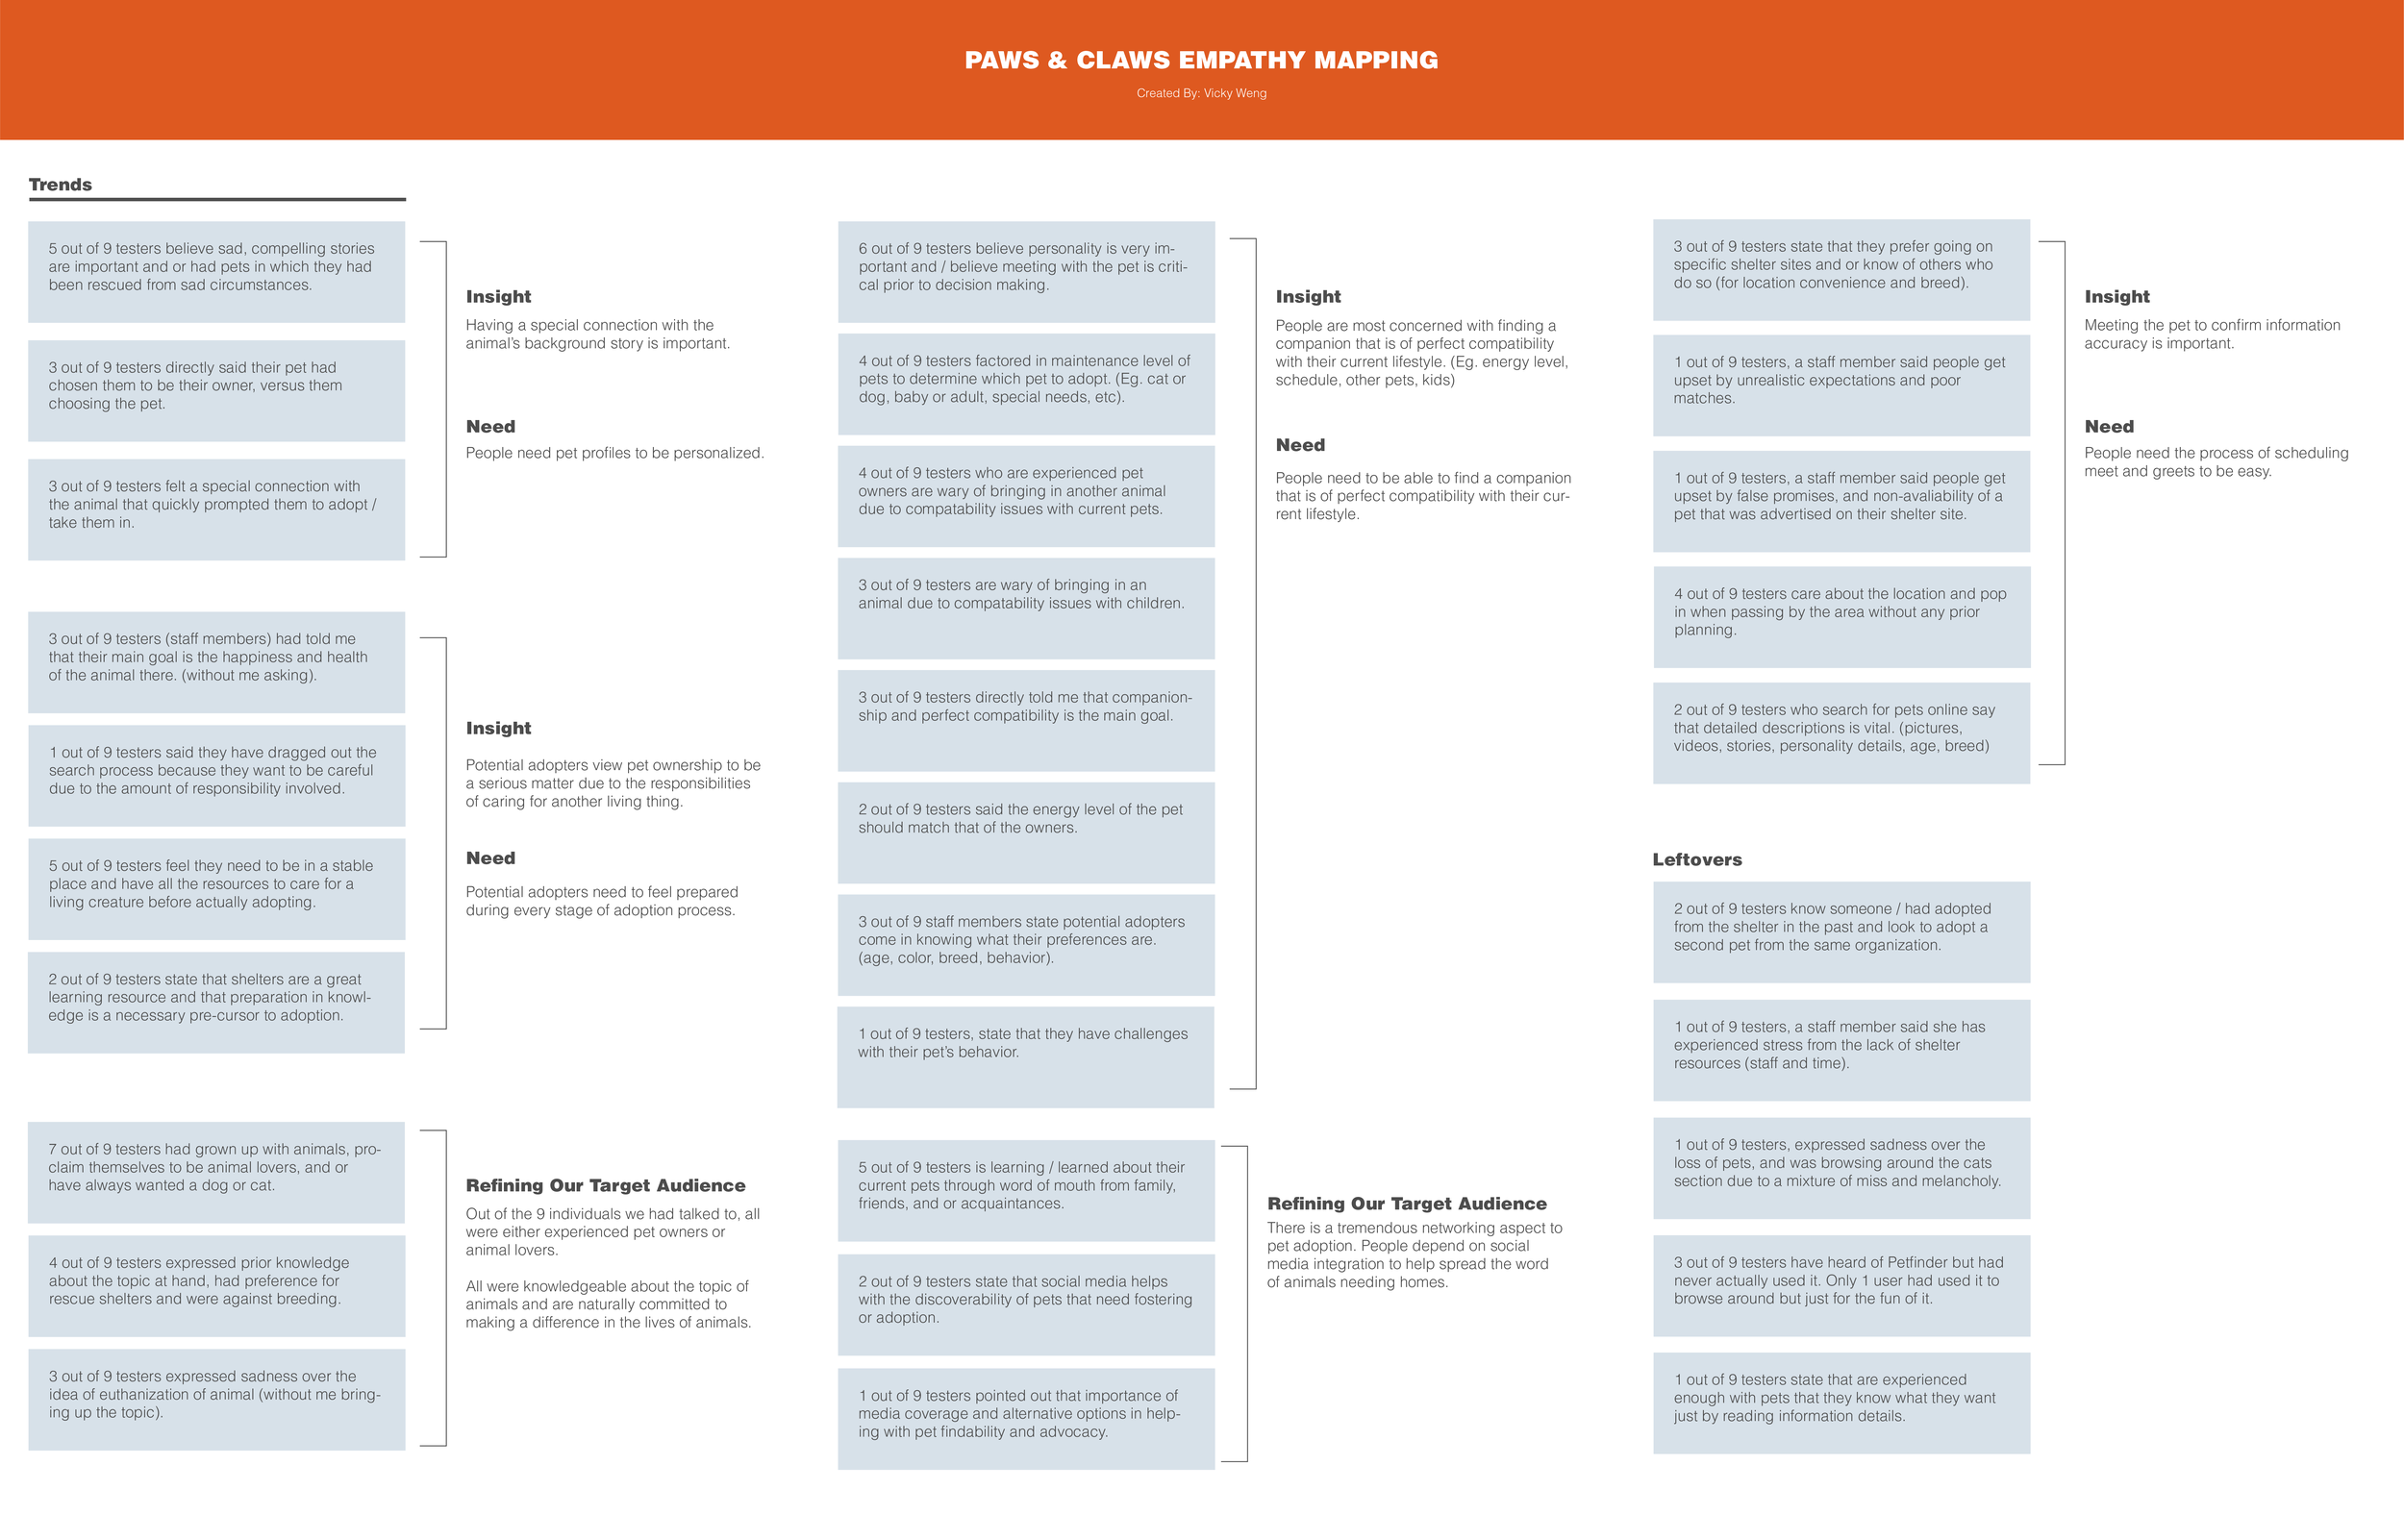 PAWS & CLAWS EMPATHY MAPPING
Created By: Vicky Weng
Trends
5 out of 9 testers believe sad, compelling stories
are important and or had pets in which they had
been rescued from sad circumstances.
3 out of 9 testers directly said their pet had
chosen them to be their owner, versus them
choosing the pet.
3 out of 9 testers felt a special connection with
the animal that quickly prompted them to adopt /
take them in.
Insight
Having a special connection with the
animal's background story is important.
Need
People need pet profiles to be personalized.
3 out of 9 testers (staff members) had told me
that their main goal is the happiness and health
of the animal there. (without me asking).
1 out of 9 testers said they have dragged out the
search process because they want to be careful
due to the amount of responsibility involved.
5 out of 9 testers feel they need to be in a stable
place and have all the resources to care for a
living creature before actually adopting.
2 out of 9 testers state that shelters are a great
learning resource and that preparation in knowl-
edge is a necessary pre-cursor to adoption.
Insight
Potential adopters view pet ownership to be
a serious matter due to the responsibilities
of caring for another living thing.
Need
Potential adopters need to feel prepared
during every stage of adoption process.
7 out of 9 testers had grown up with animals, pro-
claim themselves to be animal lovers, and or
have always wanted a dog or cat.
4 out of 9 testers expressed prior knowledge
about the topic at hand, had preference for
rescue shelters and were against breeding.
3 out of 9 testers expressed sadness over the
idea of euthanization of animal (without me bring-
ing up the topic).
Refining Our Target Audience
Out of the 9 individuals we had talked to, all
were either experienced pet owners or
animal lovers.
All were knowledgeable about the topic of
animals and are naturally committed to
making a difference in the lives of animals.
6 out of 9 testers believe personality is very im-
portant and / believe meeting with the pet is criti-
cal prior to decision making.
4 out of 9 testers factored in maintenance level of
pets to determine which pet to adopt. (Eg. cat or
dog, baby or adult, special needs, etc).
4 out of 9 testers who are experienced pet
owners are wary of bringing in another animal
due to compatability issues with current pets.
3 out of 9 testers are wary of bringing in an
animal due to compatability issues with children.
3 out of 9 testers directly told me that companion-
ship and perfect compatibility is the main goal.
2 out of 9 testers said the energy level of the pet
should match that of the owners.
3 out of 9 staff members state potential adopters
come in knowing what their preferences are.
(age, color, breed, behavior).
1 out of 9 testers, state that they have challenges
with their pet's behavior.
Insight
People are most concerned with finding a
companion that is of perfect compatibility
with their current lifestyle. (Eg. energy level,
schedule, other pets, kids)
Need
People need to be able to find a companion
that is of perfect compatibility with their cur-
rent lifestyle.
5 out of 9 testers is learning / learned about their
current pets through word of mouth from family,
friends, and or acquaintances.
2 out of 9 testers state that social media helps
with the discoverability of pets that need fostering
or adoption.
1 out of 9 testers pointed out that importance of
media coverage and alternative options in help-
ing with pet findability and advocacy.
Refining Our Target Audience
There is a tremendous networking aspect to
pet adoption. People depend on social
media integration to help spread the word
of animals needing homes.
3 out of 9 testers state that they prefer going on
specific shelter sites and or know of others who
do so (for location convenience and breed).
1 out of 9 testers, a staff member said people get
upset by unrealistic expectations and poor
matches.
1 out of 9 testers, a staff member said people get
upset by false promises, and non-avaliability of a
pet that was advertised on their shelter site.
4 out of 9 testers care about the location and pop
in when passing by the area without any prior
planning.
2 out of 9 testers who search for pets online say
that detailed descriptions is vital. (pictures,
videos, stories, personality details, age, breed)
Insight
Meeting the pet to confirm information
accuracy is important.
Need
People need the process of scheduling
meet and greets to be easy.
Leftovers
2 out of 9 testers know someone / had adopted
from the shelter in the past and look to adopt a
second pet from the same organization.
1 out of 9 testers, a staff member said she has
experienced stress from the lack of shelter
resources (staff and time).
1 out of 9 testers, expressed sadness over the
loss of pets, and was browsing around the cats
section due to a mixture of miss and melancholy.
3 out of 9 testers have heard of Petfinder but had
never actually used it. Only 1 user had used it to
browse around but just for the fun of it.
1 out of 9 testers state that are experienced
enough with pets that they know what they want
just by reading information details.